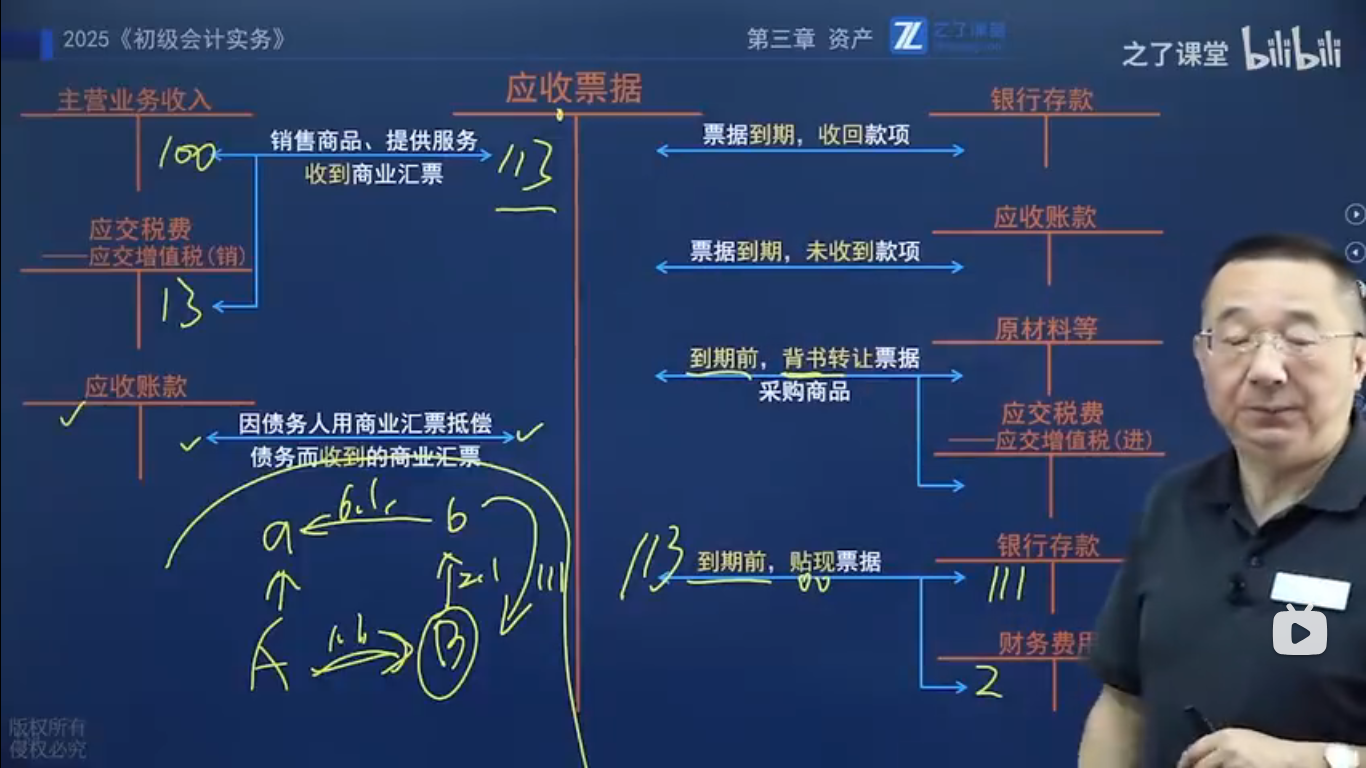 2025《初级会计实务》
第三章 资产
之了课堂
之了课堂 bilibili
应收票据
主营业务收入
100
销售商品、提供服务
收到商业汇票
113
应交税费
——应交增值税(销)
13
应收账款
因债务人用商业汇票抵偿
债务而收到的商业汇票
a
6.1
b
A
1.6
B
2.1
111
票据到期，收回款项
银行存款
票据到期，未收到款项
应收账款
到期前，背书转让票据
采购商品
原材料等
应交税费
——应交增值税(进)
113
到期前，贴现票据
银行存款
111
财务费用
2
版权所有
侵权必究